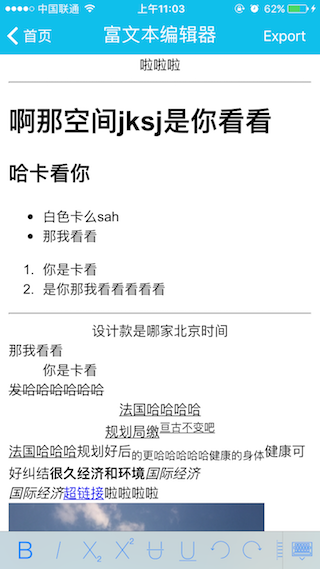 中国联通 上午11:03 62%
首页 富文本编辑器 Export
啦啦啦
啊那空间jksj是你看看
哈卡看你
• 白色卡么sah
• 那我看看
1. 你是卡看
2. 是你那我看看看看看
设计款是哪家北京时间
那我看看
你是卡看
发哈哈哈哈哈哈
法国哈哈哈哈
规划局缴亘古不变吧
法国哈哈哈规划好后的更哈哈哈哈哈健康的身体健康可
好纠结很久经济和环境国际经济
国际经济超链接啦啦啦啦
B I X2 X2 U U